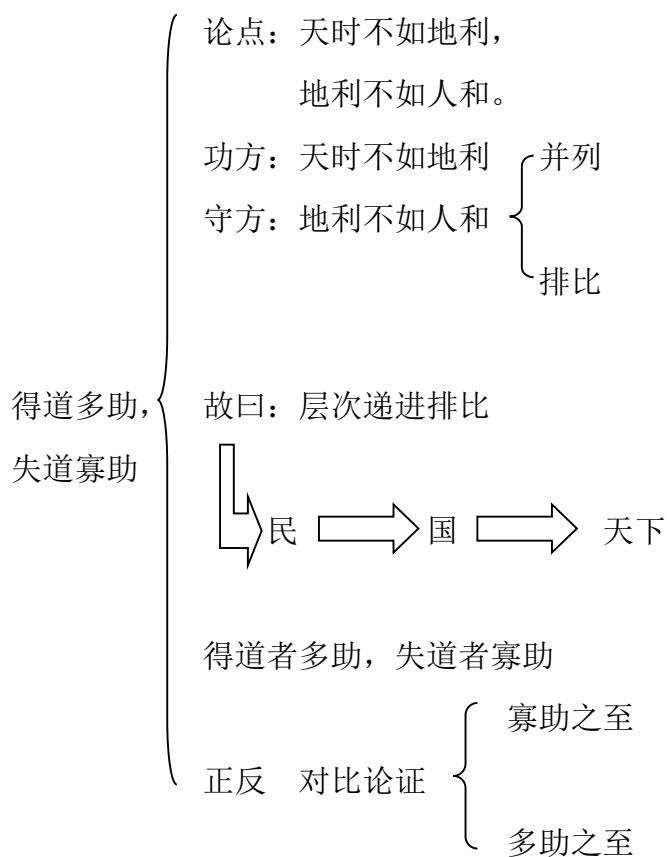 论点：天时不如地利，
地利不如人和。
功方：天时不如地利
并列
守方：地利不如人和
排比
得道多助，
失道寡助
故曰：层次递进排比
民 国 天下
得道者多助，失道者寡助
寡助之至
正反 对比论证
多助之至